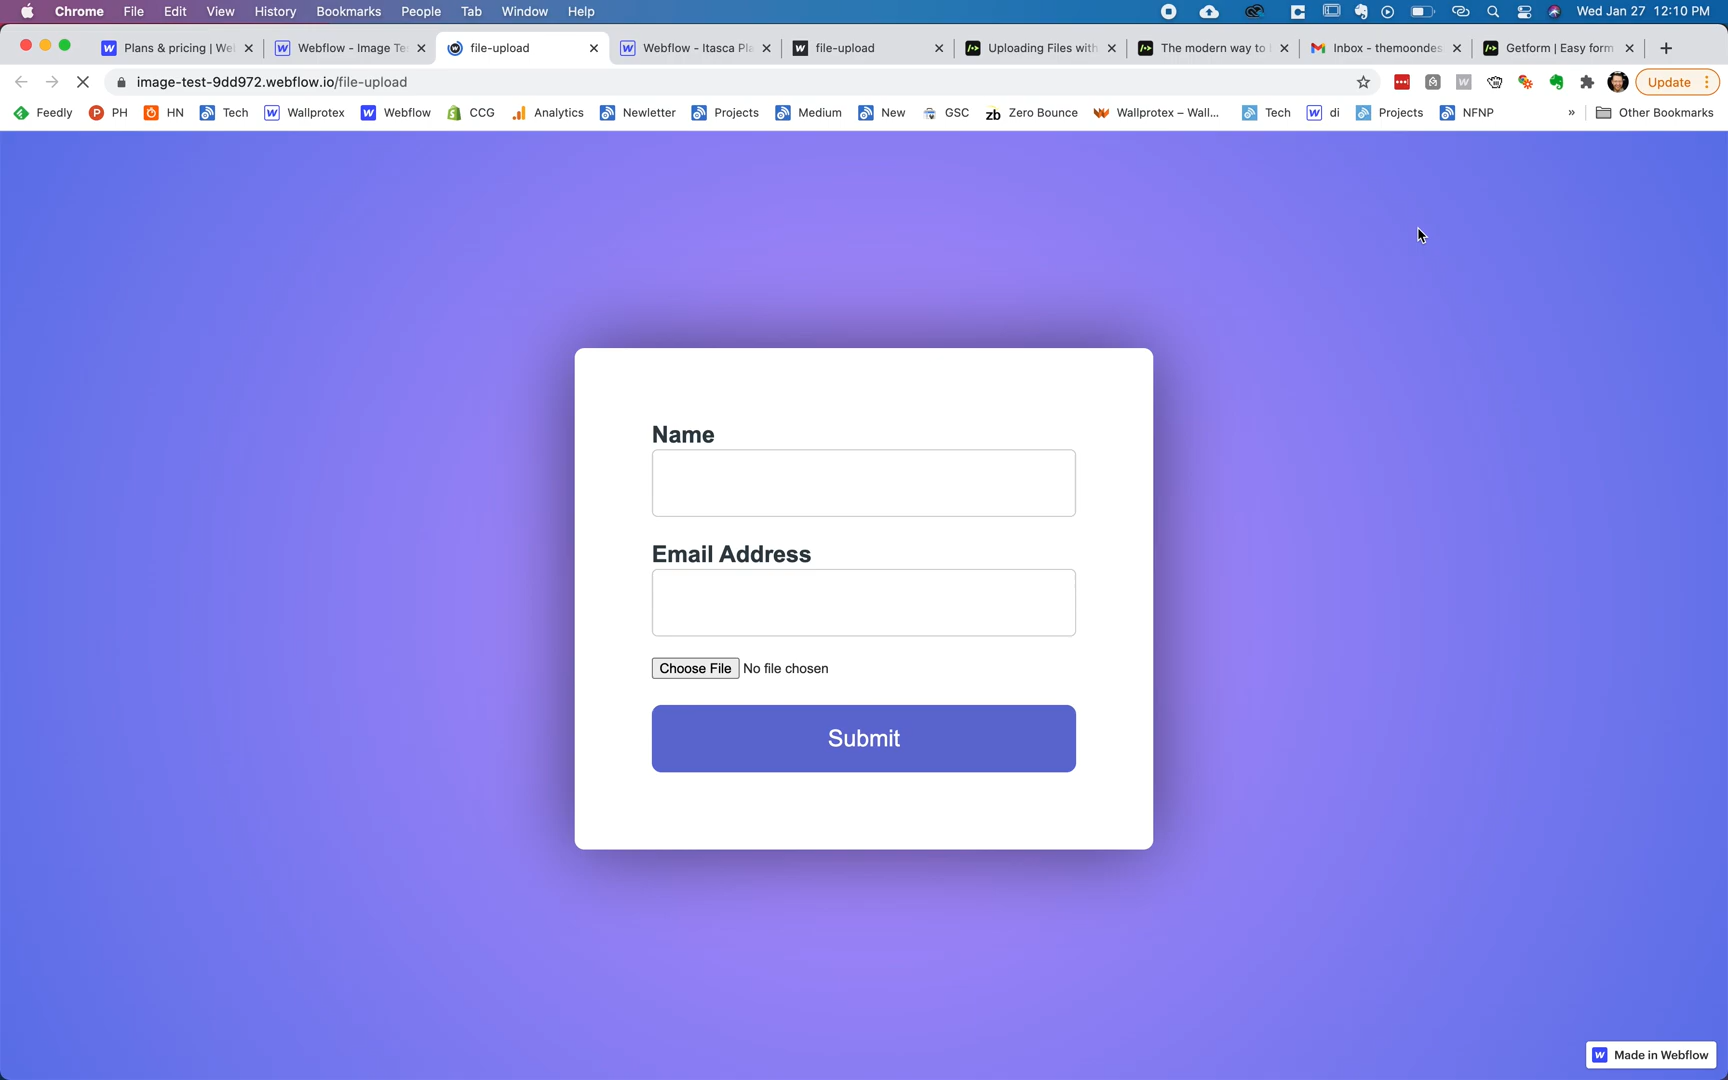 Chrome File Edit View History Bookmarks People Tab Window Help Wed Jan 27 12:10 PM
Plans & pricing | We Webflow - Image Te file-upload Webflow - Itasca Pla file-upload Uploading Files with The modern way to Inbox - themoondes Getform | Easy form
image-test-9dd972.webflow.io/file-upload Update
Feedly PH HN Tech Wallprotex Webflow CCG Analytics Newletter Projects Medium New GSC zb Zero Bounce Wallprotex – Wall... Tech di Projects NFNP » Other Bookmarks
Name
Email Address
Choose File No file chosen
Submit
Made in Webflow